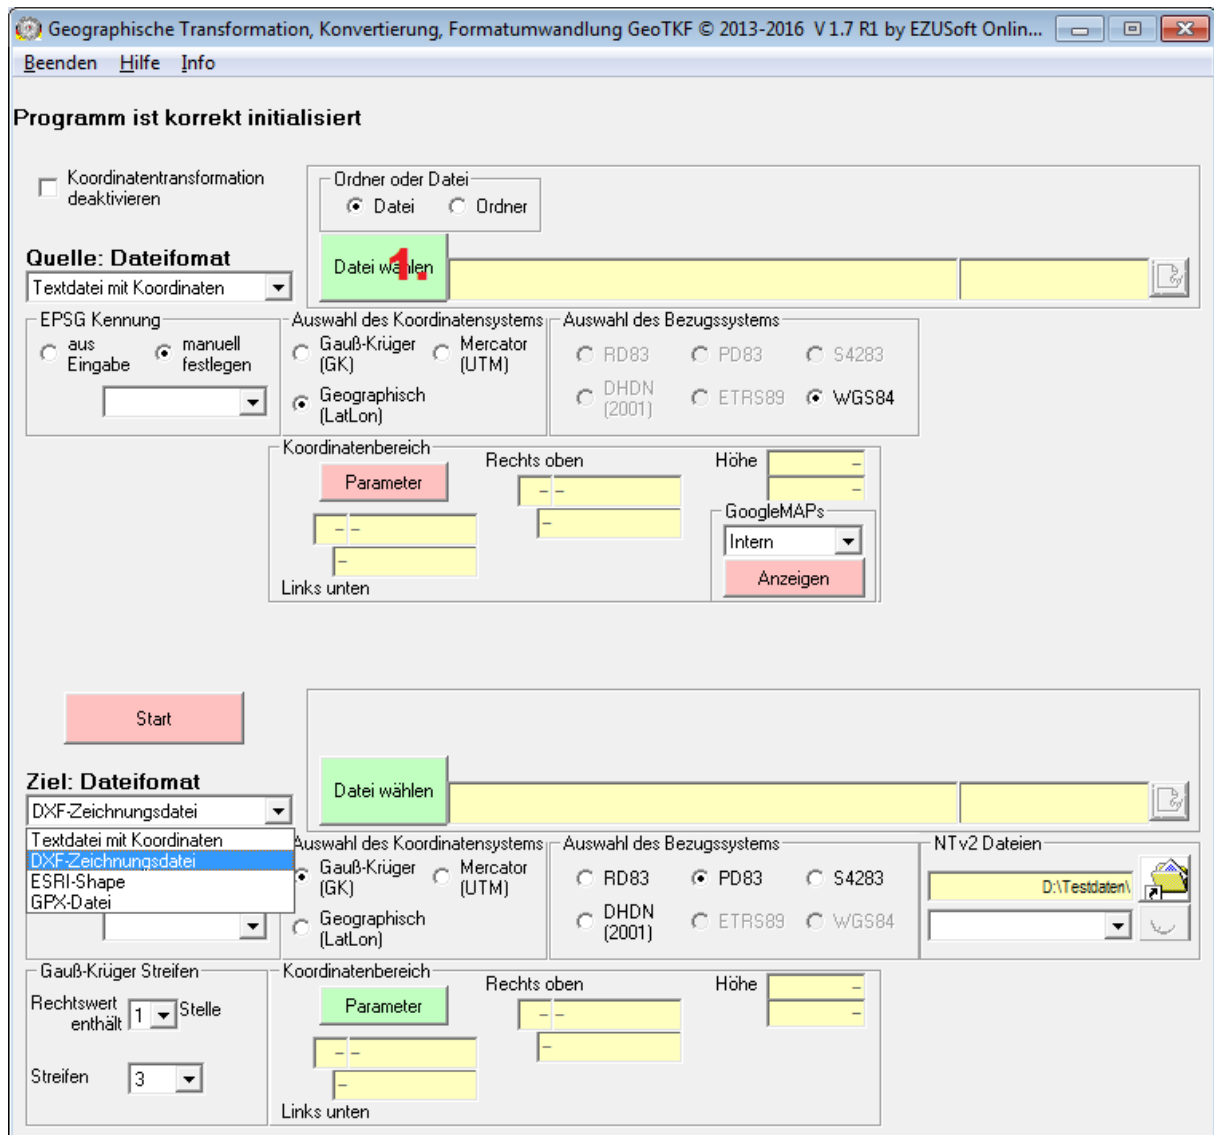 Geographische Transformation, Konvertierung, Formatumwandlung GeoTKF © 2013-2016 V 1.7 R1 by EZUSoft Onlin...
Beenden Hilfe Info
Programm ist korrekt initialisiert
Koordinatentransformation
deaktivieren
Ordner oder Datei
Datei Ordner
Quelle: Dateifomat
Textdatei mit Koordinaten
Datei wählen
1.
EPSG Kennung
aus
Eingabe
manuell
festlegen
Auswahl des Koordinatensystems
Gauß-Krüger
(GK)
Mercator
(UTM)
Geographisch
(LatLon)
Auswahl des Bezugssystems
RD83 PD83 S4283
DHDN
(2001)
ETRS89 WGS84
Koordinatenbereich
Parameter
Rechts oben
Höhe
–
–
– –
–
– –
–
Links unten
GoogleMAPs
Intern
Anzeigen
Start
Ziel: Dateifomat
DXF-Zeichnungsdatei
Datei wählen
Textdatei mit Koordinaten
DXF-Zeichnungsdatei
ESRI-Shape
GPX-Datei
Auswahl des Koordinatensystems
Gauß-Krüger
(GK)
Mercator
(UTM)
Geographisch
(LatLon)
Auswahl des Bezugssystems
RD83 PD83 S4283
DHDN
(2001)
ETRS89 WGS84
NTv2 Dateien
D:\Testdaten\
Gauß-Krüger Streifen
Rechtswert
enthält
1 Stelle
Streifen 3
Koordinatenbereich
Parameter
Rechts oben
Höhe
–
–
– –
–
– –
–
Links unten